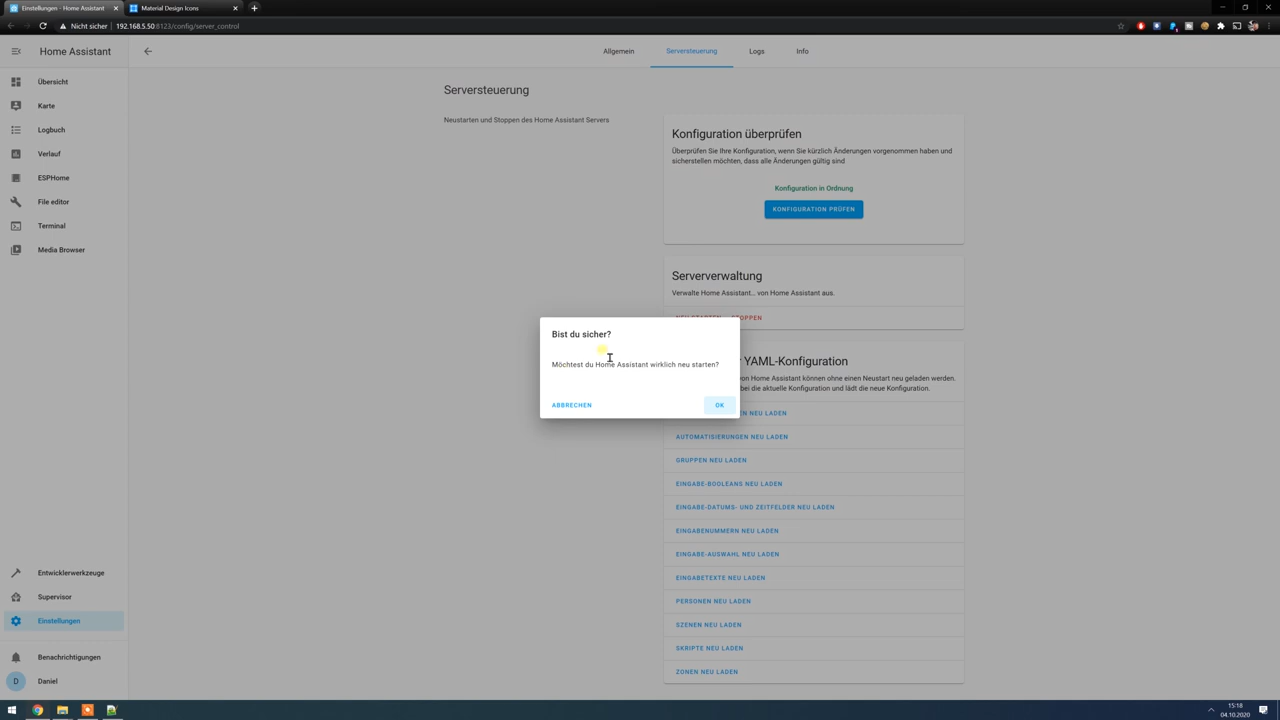 Einstellungen - Home Assistant
Material Design Icons
Nicht sicher
192.168.5.50:8123/config/server_control
Home Assistant
Allgemein
Serversteuerung
Logs
Info
Übersicht
Karte
Logbuch
Verlauf
ESPHome
File editor
Terminal
Media Browser
Entwicklerwerkzeuge
Supervisor
Einstellungen
Benachrichtigungen
D
Daniel
Serversteuerung
Neustarten und Stoppen des Home Assistant Servers
Konfiguration überprüfen
Überprüfen Sie Ihre Konfiguration, wenn Sie kürzlich Änderungen vorgenommen haben und
sicherstellen möchten, dass alle Änderungen gültig sind
Konfiguration in Ordnung
KONFIGURATION PRÜFEN
Serververwaltung
Verwalte Home Assistant… von Home Assistant aus.
NEU STARTEN
STOPPEN
Bist du sicher?
Möchtest du Home Assistant wirklich neu starten?
ABBRECHEN
OK
YAML-Konfiguration
von Home Assistant können ohne einen Neustart neu geladen werden.
bei die aktuelle Konfiguration und lädt die neue Konfiguration.
NEU LADEN
AUTOMATISIERUNGEN NEU LADEN
GRUPPEN NEU LADEN
EINGABE-BOOLEANS NEU LADEN
EINGABE-DATUMS- UND ZEITFELDER NEU LADEN
EINGABENUMMERN NEU LADEN
EINGABE-AUSWAHL NEU LADEN
EINGABETEXTE NEU LADEN
PERSONEN NEU LADEN
SZENEN NEU LADEN
SKRIPTE NEU LADEN
ZONEN NEU LADEN
15:18
04.10.2020